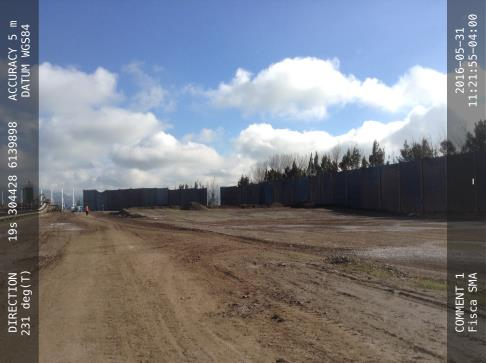 DIRECTION
231 deg(T)
19s 304428 6139898
ACCURACY 5 m
DATUM WGS84
COMMENT 1
Fisca SMA
2016-05-31
11:21:55-04:00